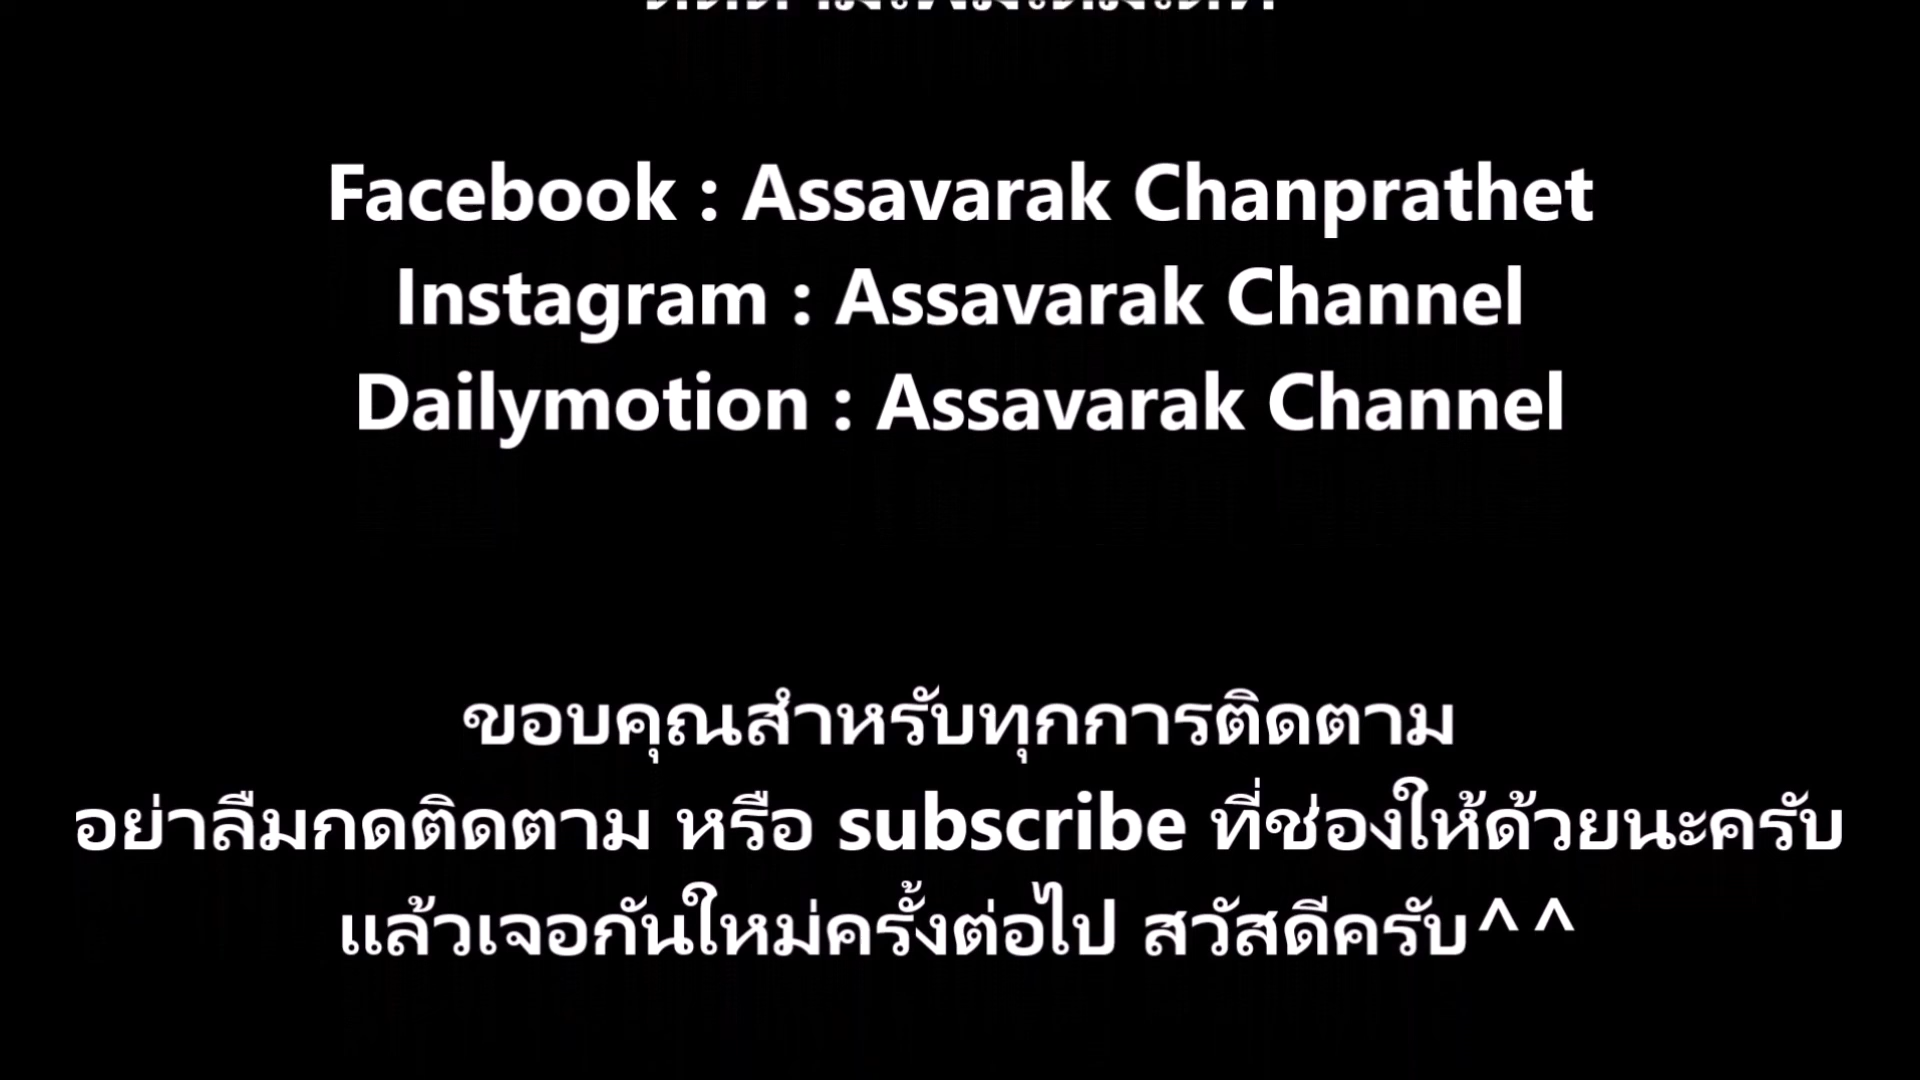 Facebook : Assavarak Chanprathet
Instagram : Assavarak Channel
Dailymotion : Assavarak Channel
ขอบคุณสำหรับทุกการติดตาม
อย่าลืมกดติดตาม หรือ subscribe ที่ช่องให้ด้วยนะครับ
แล้วเจอกันใหม่ครั้งต่อไป สวัสดีครับ^^